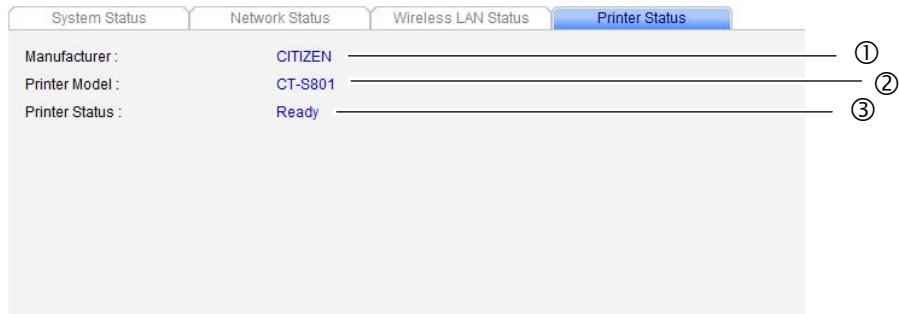 System Status Network Status Wireless LAN Status Printer Status
Manufacturer : CITIZEN ①
Printer Model : CT-S801 ②
Printer Status : Ready ③